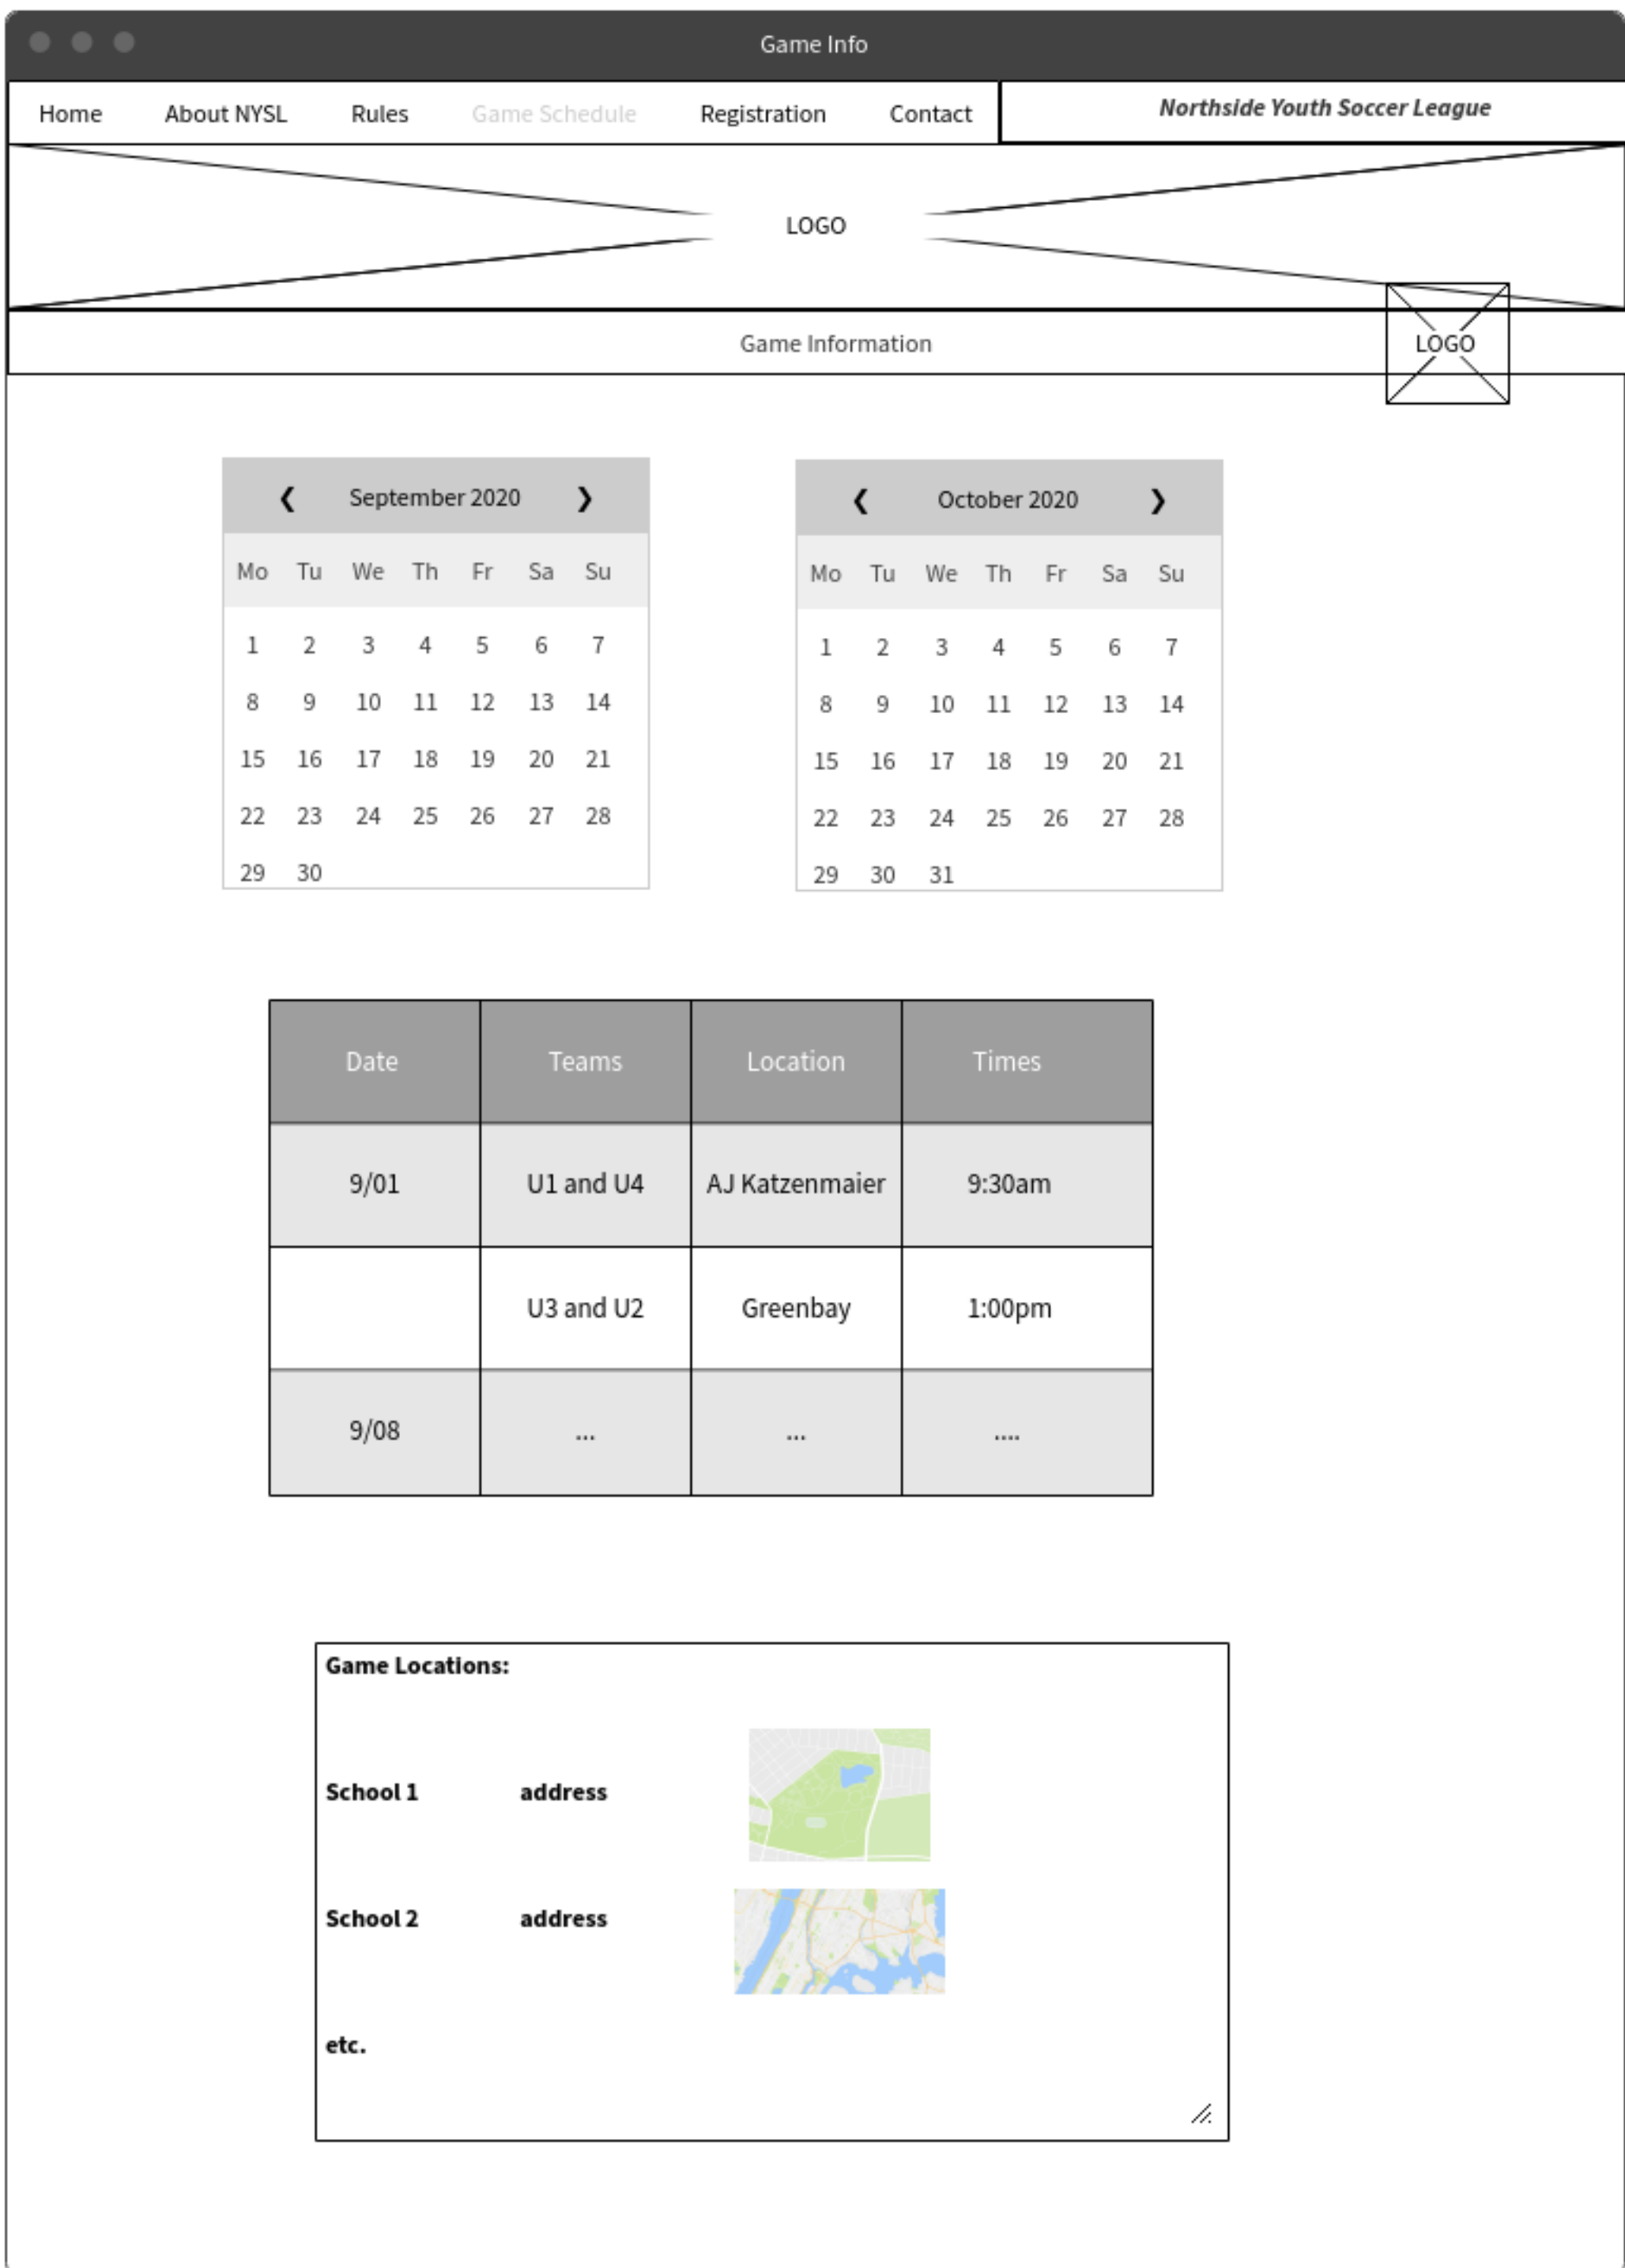 Game Info
Home About NYSL Rules Game Schedule Registration Contact Northside Youth Soccer League
LOGO
Game Information LOGO
❮ September 2020 ❯
Mo Tu We Th Fr Sa Su
1 2 3 4 5 6 7
8 9 10 11 12 13 14
15 16 17 18 19 20 21
22 23 24 25 26 27 28
29 30
❮ October 2020 ❯
Mo Tu We Th Fr Sa Su
1 2 3 4 5 6 7
8 9 10 11 12 13 14
15 16 17 18 19 20 21
22 23 24 25 26 27 28
29 30 31
Date Teams Location Times
9/01 U1 and U4 AJ Katzenmaier 9:30am
U3 and U2 Greenbay 1:00pm
9/08 ... ... ....
Game Locations:
School 1 address
School 2 address
etc.